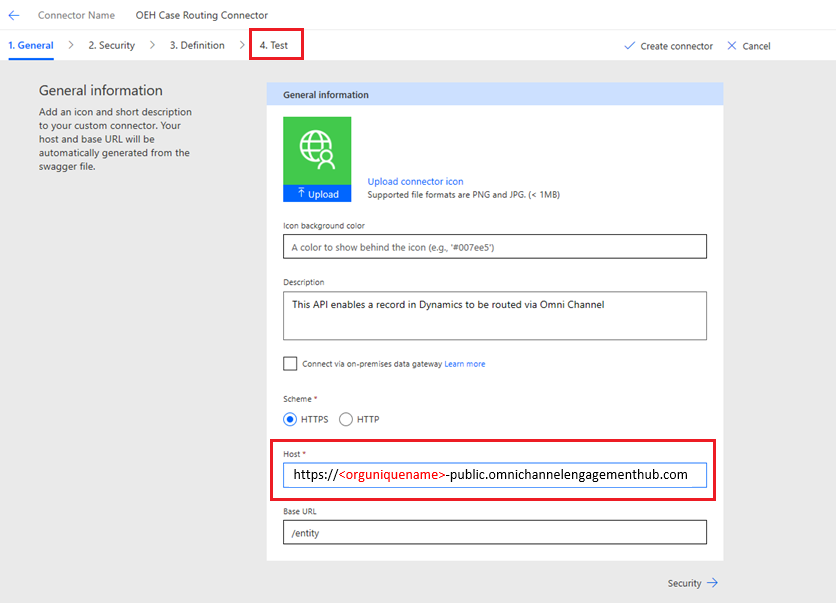 Connector Name OEH Case Routing Connector
1. General 2. Security 3. Definition 4. Test Create connector Cancel
General information
Add an icon and short description
to your custom connector. Your
host and base URL will be
automatically generated from the
swagger file.
General information
Upload
Upload connector icon
Supported file formats are PNG and JPG. (< 1MB)
Icon background color
A color to show behind the icon (e.g., '#007ee5')
Description
This API enables a record in Dynamics to be routed via Omni Channel
Connect via on-premises data gateway Learn more
Scheme *
HTTPS HTTP
Host *
https://<orguniquename>-public.omnichannelengagementhub.com
Base URL
/entity
Security